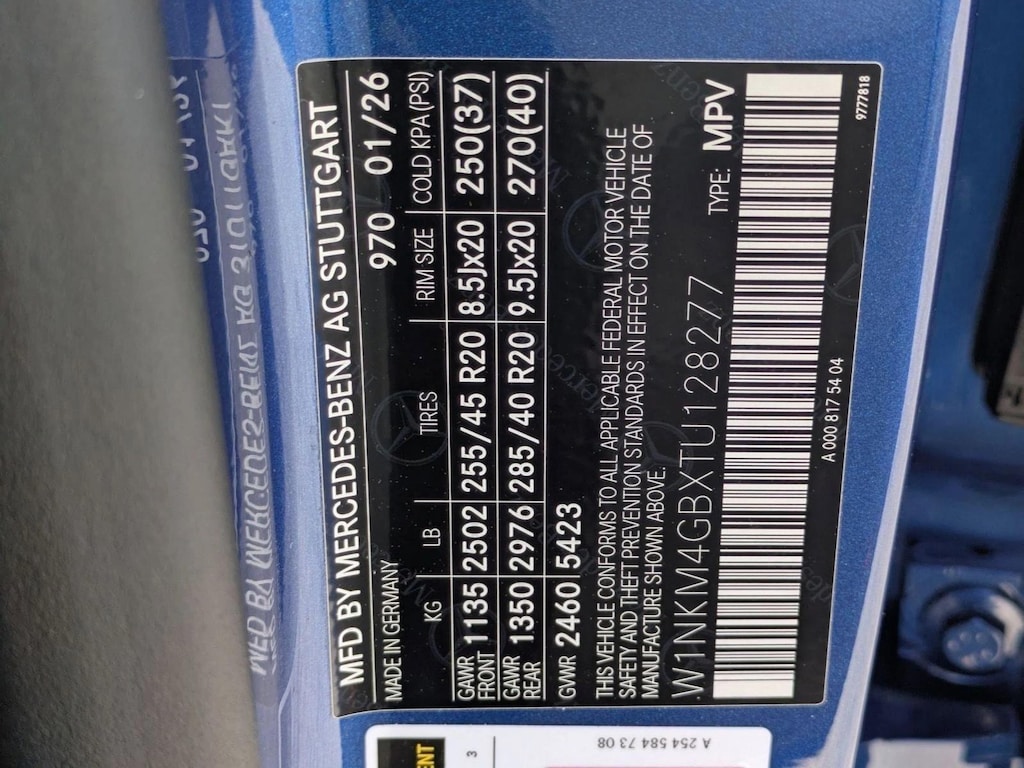 MFD BY MERCEDES-BENZ AG STUTTGART
MADE IN GERMANY 970 01/26
KG LB TIRES RIM SIZE COLD KPA(PSI)
GAWR FRONT 1135 2502 255/45 R20 8.5Jx20 250(37)
GAWR REAR 1350 2976 285/40 R20 9.5Jx20 270(40)
GVWR 2460 5423
THIS VEHICLE CONFORMS TO ALL APPLICABLE FEDERAL MOTOR VEHICLE
SAFETY AND THEFT PREVENTION STANDARDS IN EFFECT ON THE DATE OF
MANUFACTURE SHOWN ABOVE.
W1NKM4GBXTU128277 TYPE: MPV
A 000 817 54 04
9777818
A 254 584 73 08
3